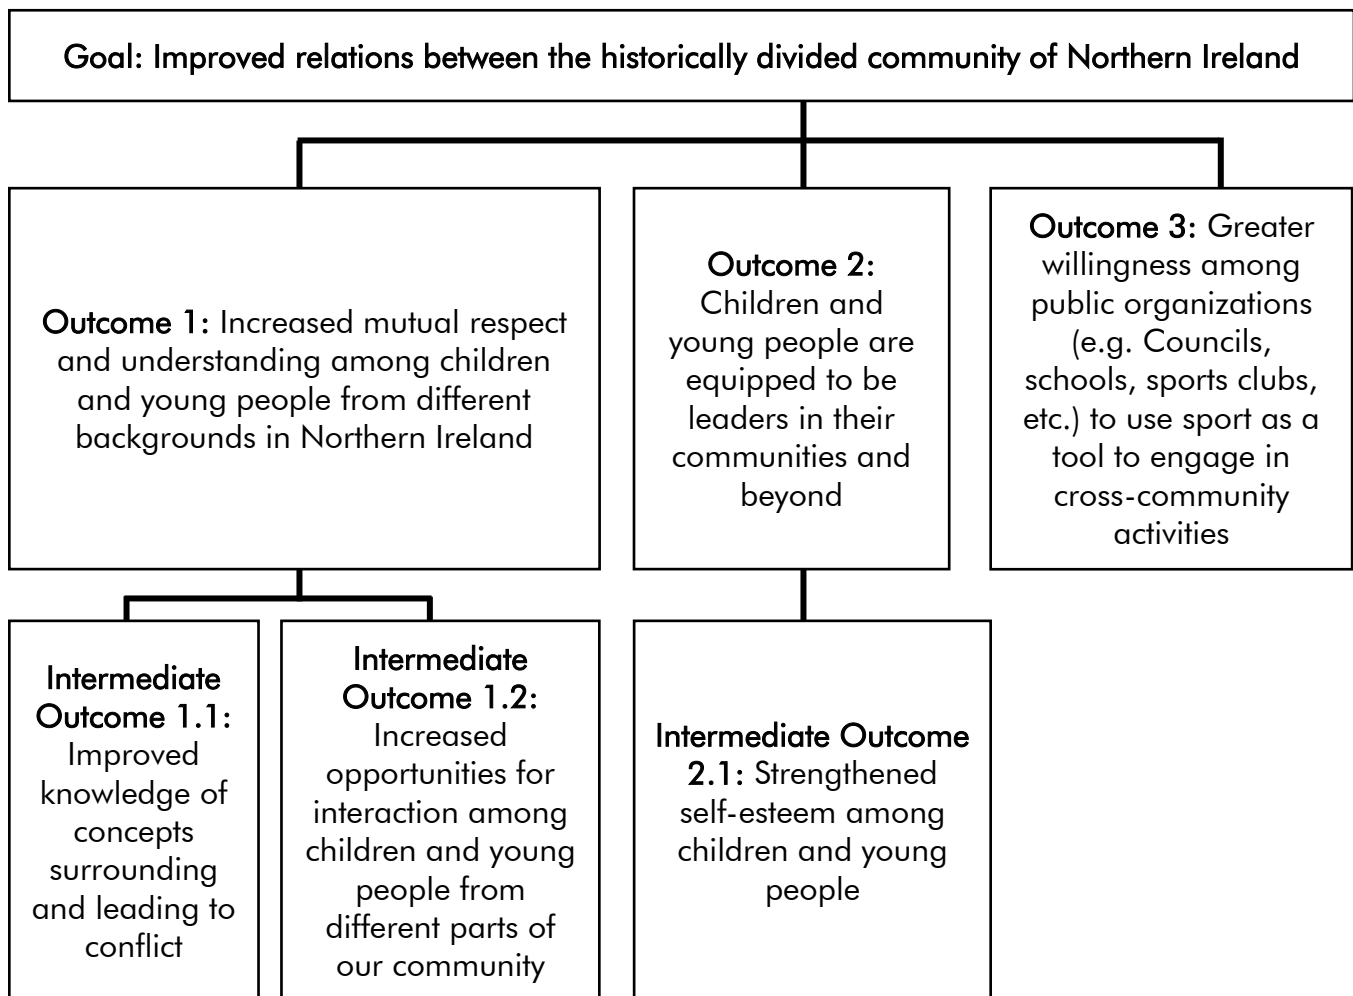 Goal: Improved relations between the historically divided community of Northern Ireland
Outcome 1: Increased mutual respect
and understanding among children
and young people from different
backgrounds in Northern Ireland
Outcome 2:
Children and
young people are
equipped to be
leaders in their
communities and
beyond
Outcome 3: Greater
willingness among
public organizations
(e.g. Councils,
schools, sports clubs,
etc.) to use sport as a
tool to engage in
cross-community
activities
Intermediate
Outcome 1.1:
Improved
knowledge of
concepts
surrounding
and leading to
conflict
Intermediate
Outcome 1.2:
Increased
opportunities for
interaction among
children and young
people from
different parts of
our community
Intermediate Outcome
2.1: Strengthened
self-esteem among
children and young
people